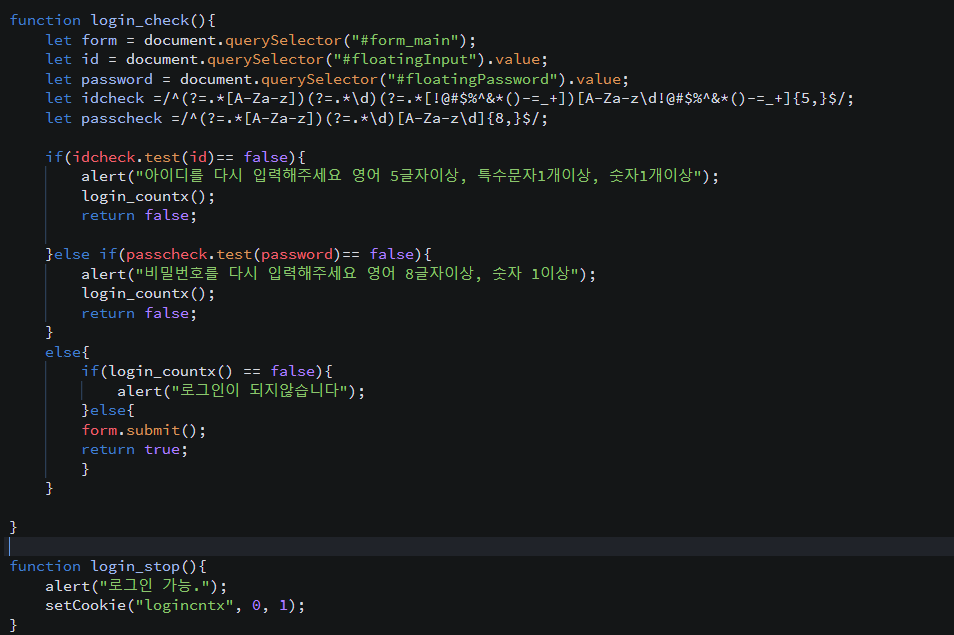 function login_check(){
    let form = document.querySelector("#form_main");
    let id = document.querySelector("#floatingInput").value;
    let password = document.querySelector("#floatingPassword").value;
    let idcheck =/^(?=.*[A-Za-z])(?=.*\d)(?=.*[!@#$%^&*()-=_+])[A-Za-z\d!@#$%^&*()-=_+]{5,}$/;
    let passcheck =/^(?=.*[A-Za-z])(?=.*\d)[A-Za-z\d]{8,}$/;
    if(idcheck.test(id)== false){
        alert("아이디를 다시 입력해주세요 영어 5글자이상, 특수문자1개이상, 숫자1개이상");
        login_countx();
        return false;
    }else if(passcheck.test(password)== false){
        alert("비밀번호를 다시 입력해주세요 영어 8글자이상, 숫자 1이상");
        login_countx();
        return false;
    }
    else{
        if(login_countx() == false){
            alert("로그인이 되지않습니다");
        }else{
        form.submit();
        return true;
        }
    }
}
function login_stop(){
    alert("로그인 가능.");
    setCookie("logincntx", 0, 1);
}